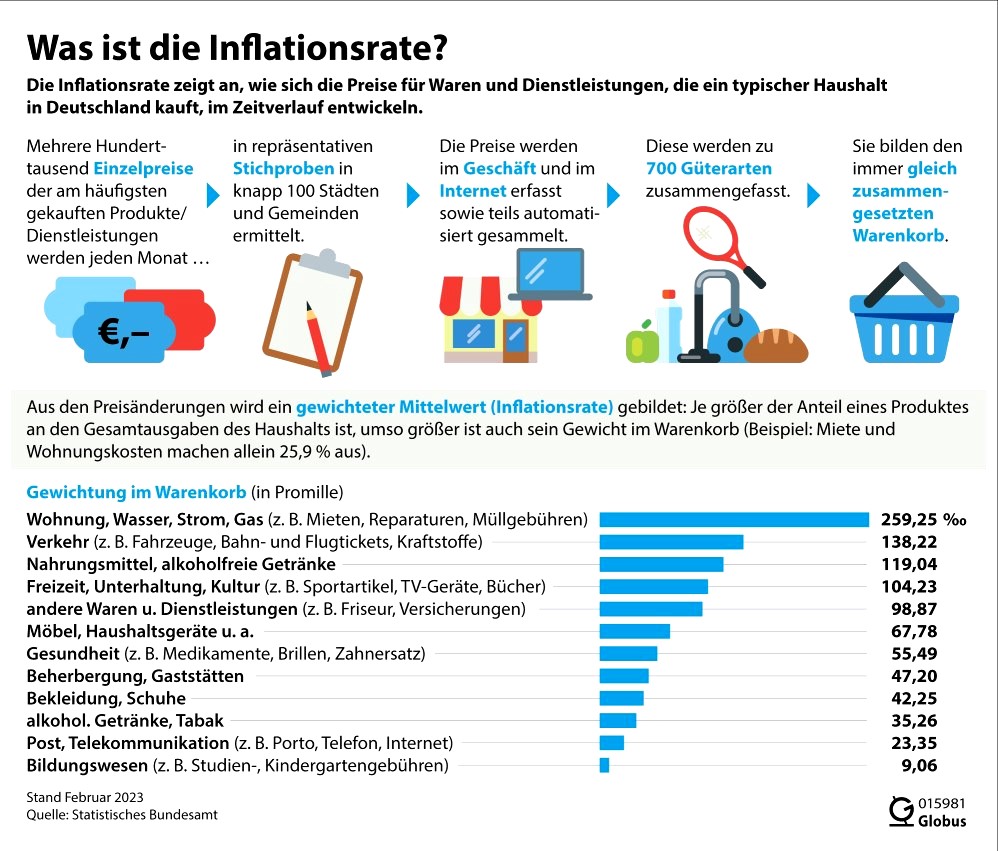 Was ist die Inflationsrate?
Die Inflationsrate zeigt an, wie sich die Preise für Waren und Dienstleistungen, die ein typischer Haushalt
in Deutschland kauft, im Zeitverlauf entwickeln.
Mehrere Hundert-
tausend Einzelpreise
der am häufigsten
gekauften Produkte/
Dienstleistungen
werden jeden Monat ...
in repräsentativen
Stichproben in
knapp 100 Städten
und Gemeinden
ermittelt.
Die Preise werden
im Geschäft und im
Internet erfasst
sowie teils automati-
siert gesammelt.
Diese werden zu
700 Güterarten
zusammengefasst.
Sie bilden den
immer gleich
zusammen-
gesetzten
Warenkorb.
€,–
Aus den Preisänderungen wird ein gewichteter Mittelwert (Inflationsrate) gebildet: Je größer der Anteil eines Produktes
an den Gesamtausgaben des Haushalts ist, umso größer ist auch sein Gewicht im Warenkorb (Beispiel: Miete und
Wohnungskosten machen allein 25,9 % aus).
Gewichtung im Warenkorb (in Promille)
Wohnung, Wasser, Strom, Gas (z. B. Mieten, Reparaturen, Müllgebühren) 259,25 ‰
Verkehr (z. B. Fahrzeuge, Bahn- und Flugtickets, Kraftstoffe) 138,22
Nahrungsmittel, alkoholfreie Getränke 119,04
Freizeit, Unterhaltung, Kultur (z. B. Sportartikel, TV-Geräte, Bücher) 104,23
andere Waren u. Dienstleistungen (z. B. Friseur, Versicherungen) 98,87
Möbel, Haushaltsgeräte u. a. 67,78
Gesundheit (z. B. Medikamente, Brillen, Zahnersatz) 55,49
Beherbergung, Gaststätten 47,20
Bekleidung, Schuhe 42,25
alkohol. Getränke, Tabak 35,26
Post, Telekommunikation (z. B. Porto, Telefon, Internet) 23,35
Bildungswesen (z. B. Studien-, Kindergartengebühren) 9,06
Stand Februar 2023
Quelle: Statistisches Bundesamt
015981
Globus